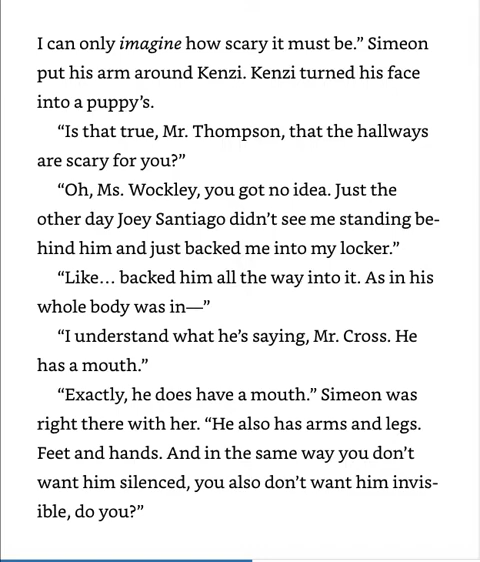 I can only imagine how scary it must be.” Simeon
put his arm around Kenzi. Kenzi turned his face
into a puppy’s.
“Is that true, Mr. Thompson, that the hallways
are scary for you?”
“Oh, Ms. Wockley, you got no idea. Just the
other day Joey Santiago didn’t see me standing be-
hind him and just backed me into my locker.”
“Like… backed him all the way into it. As in his
whole body was in—”
“I understand what he’s saying, Mr. Cross. He
has a mouth.”
“Exactly, he does have a mouth.” Simeon was
right there with her. “He also has arms and legs.
Feet and hands. And in the same way you don’t
want him silenced, you also don’t want him invis-
ible, do you?”